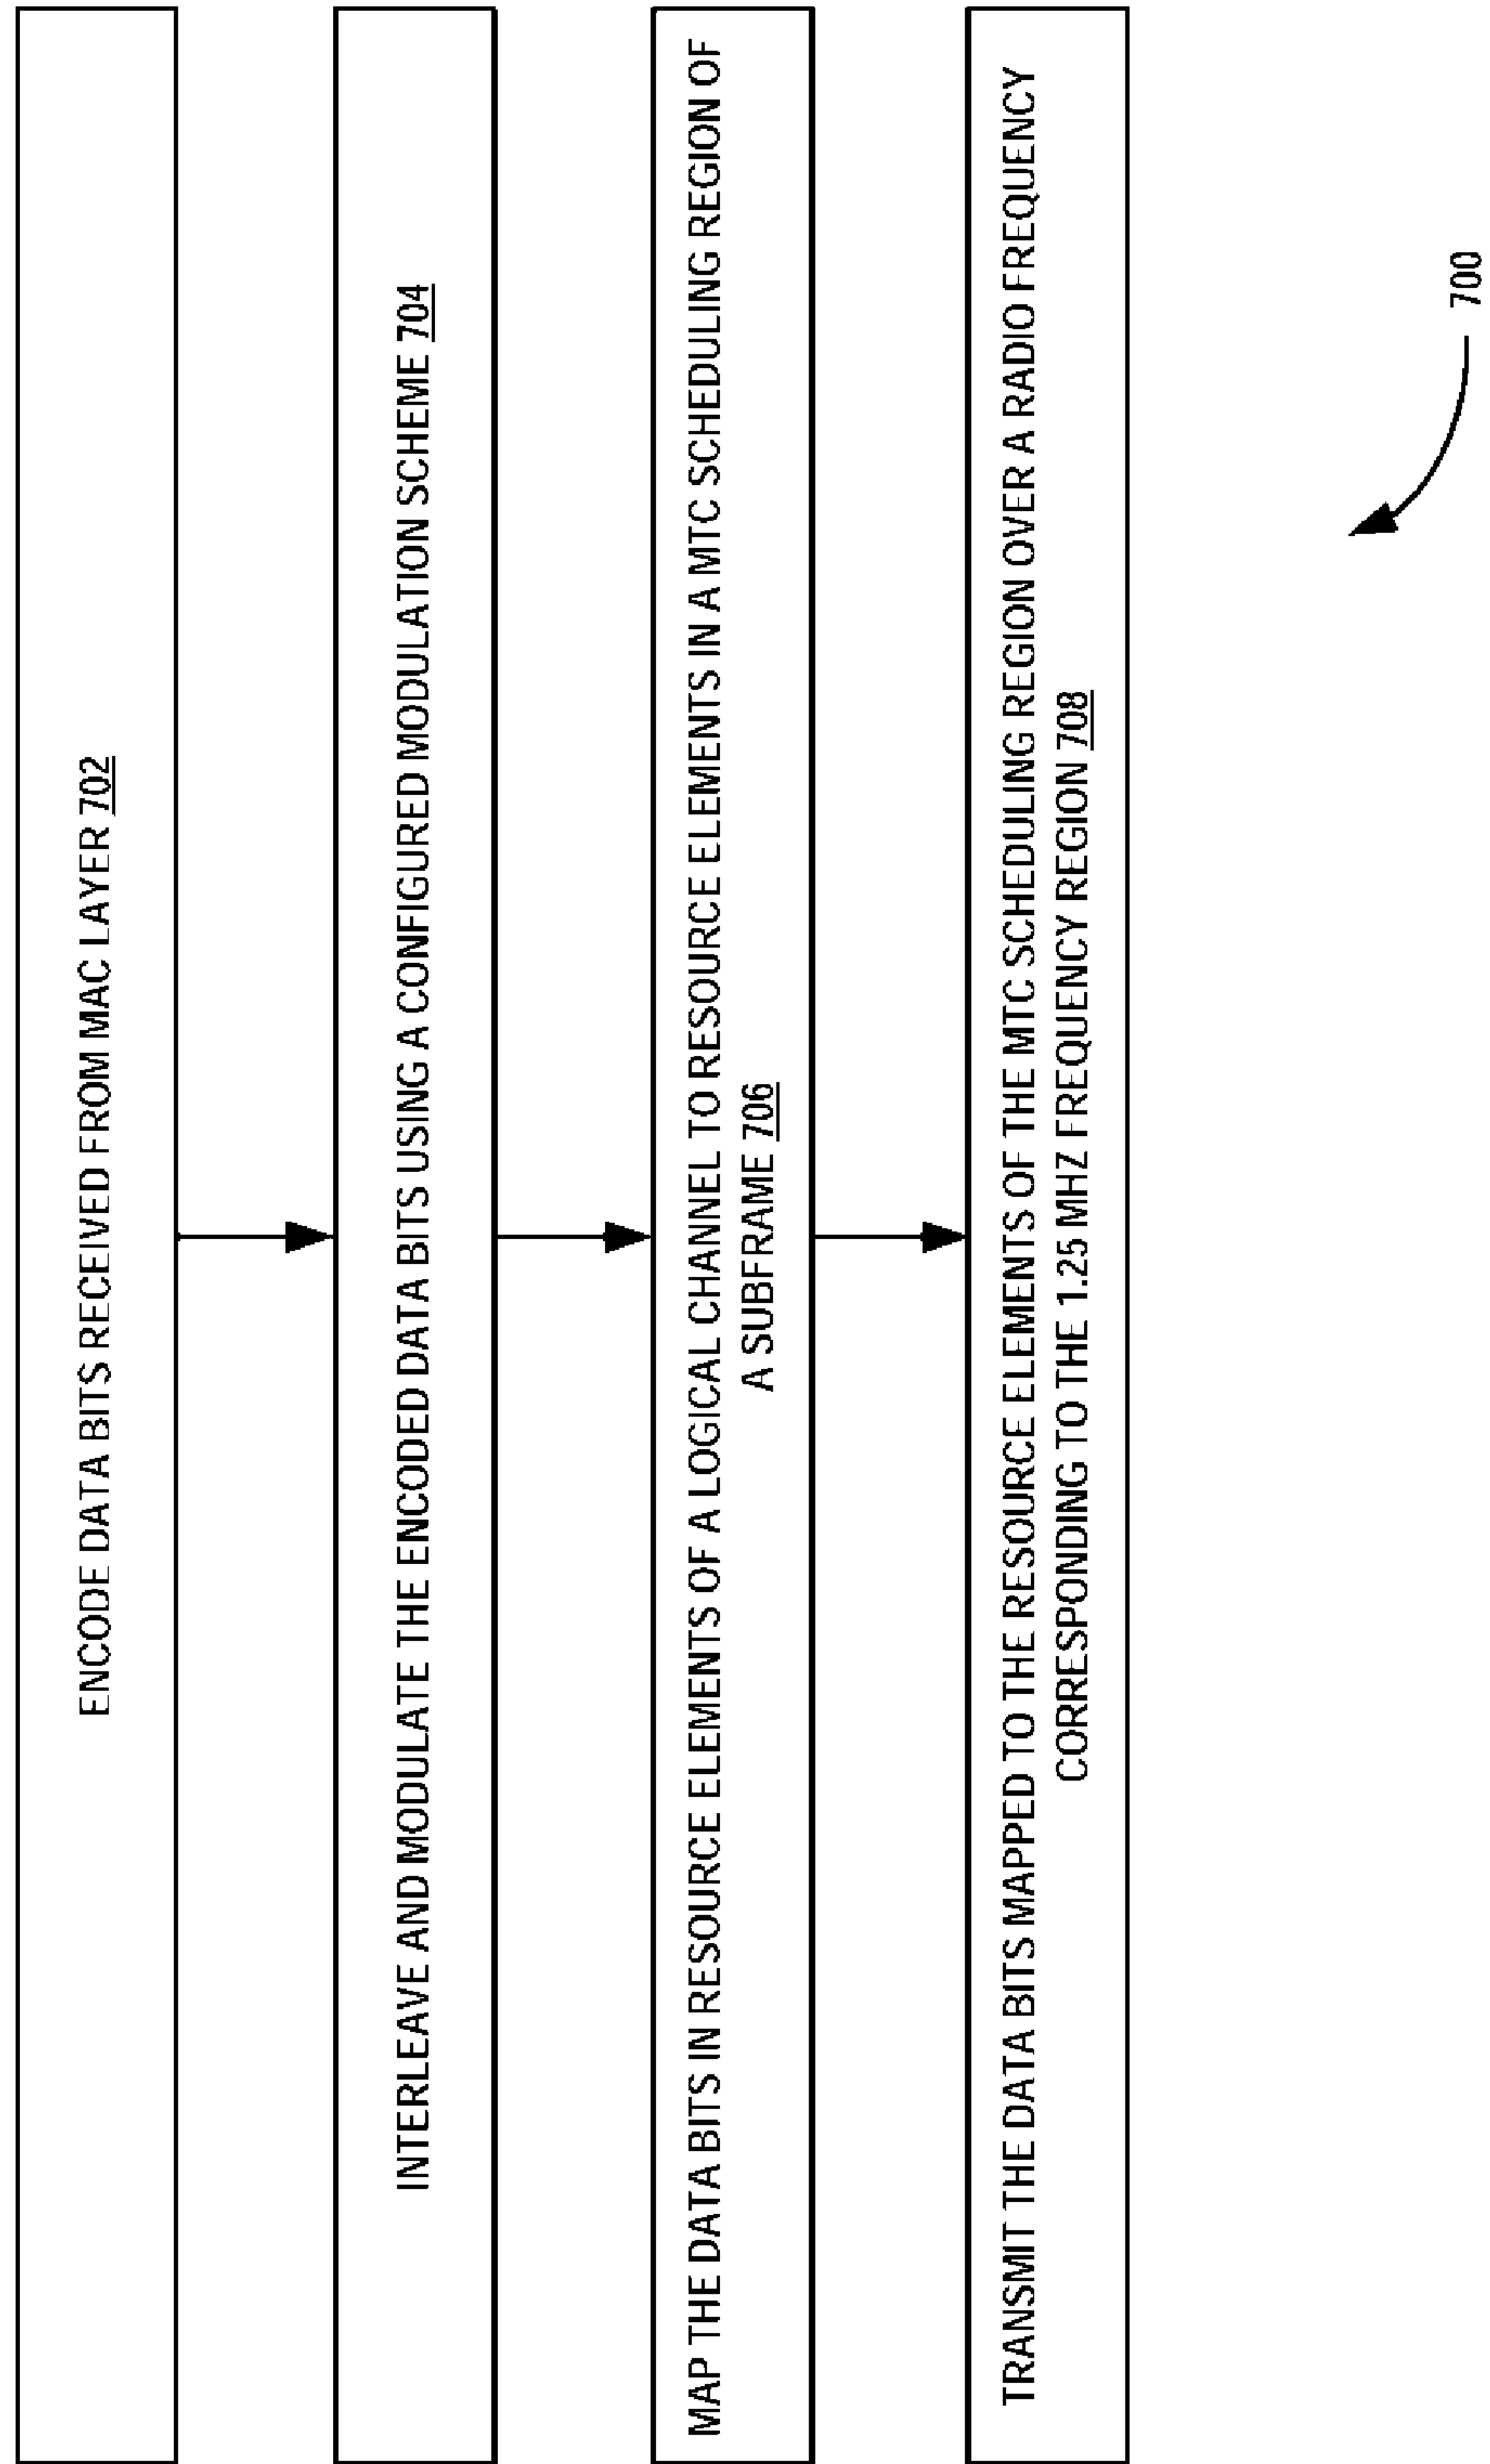 ENCODE DATA BITS RECEIVED FROM MAC LAYER 702
INTERLEAVE AND MODULATE THE ENCODED DATA BITS USING A CONFIGURED MODULATION SCHEME 704
MAP THE DATA BITS IN RESOURCE ELEMENTS OF A LOGICAL CHANNEL TO RESOURCE ELEMENTS IN A MTC SCHEDULING REGION OF
A SUBFRAME 706
TRANSMIT THE DATA BITS MAPPED TO THE RESOURCE ELEMENTS OF THE MTC SCHEDULING REGION OVER A RADIO FREQUENCY
CORRESPONDING TO THE 1.25 MHZ FREQUENCY REGION 708
700